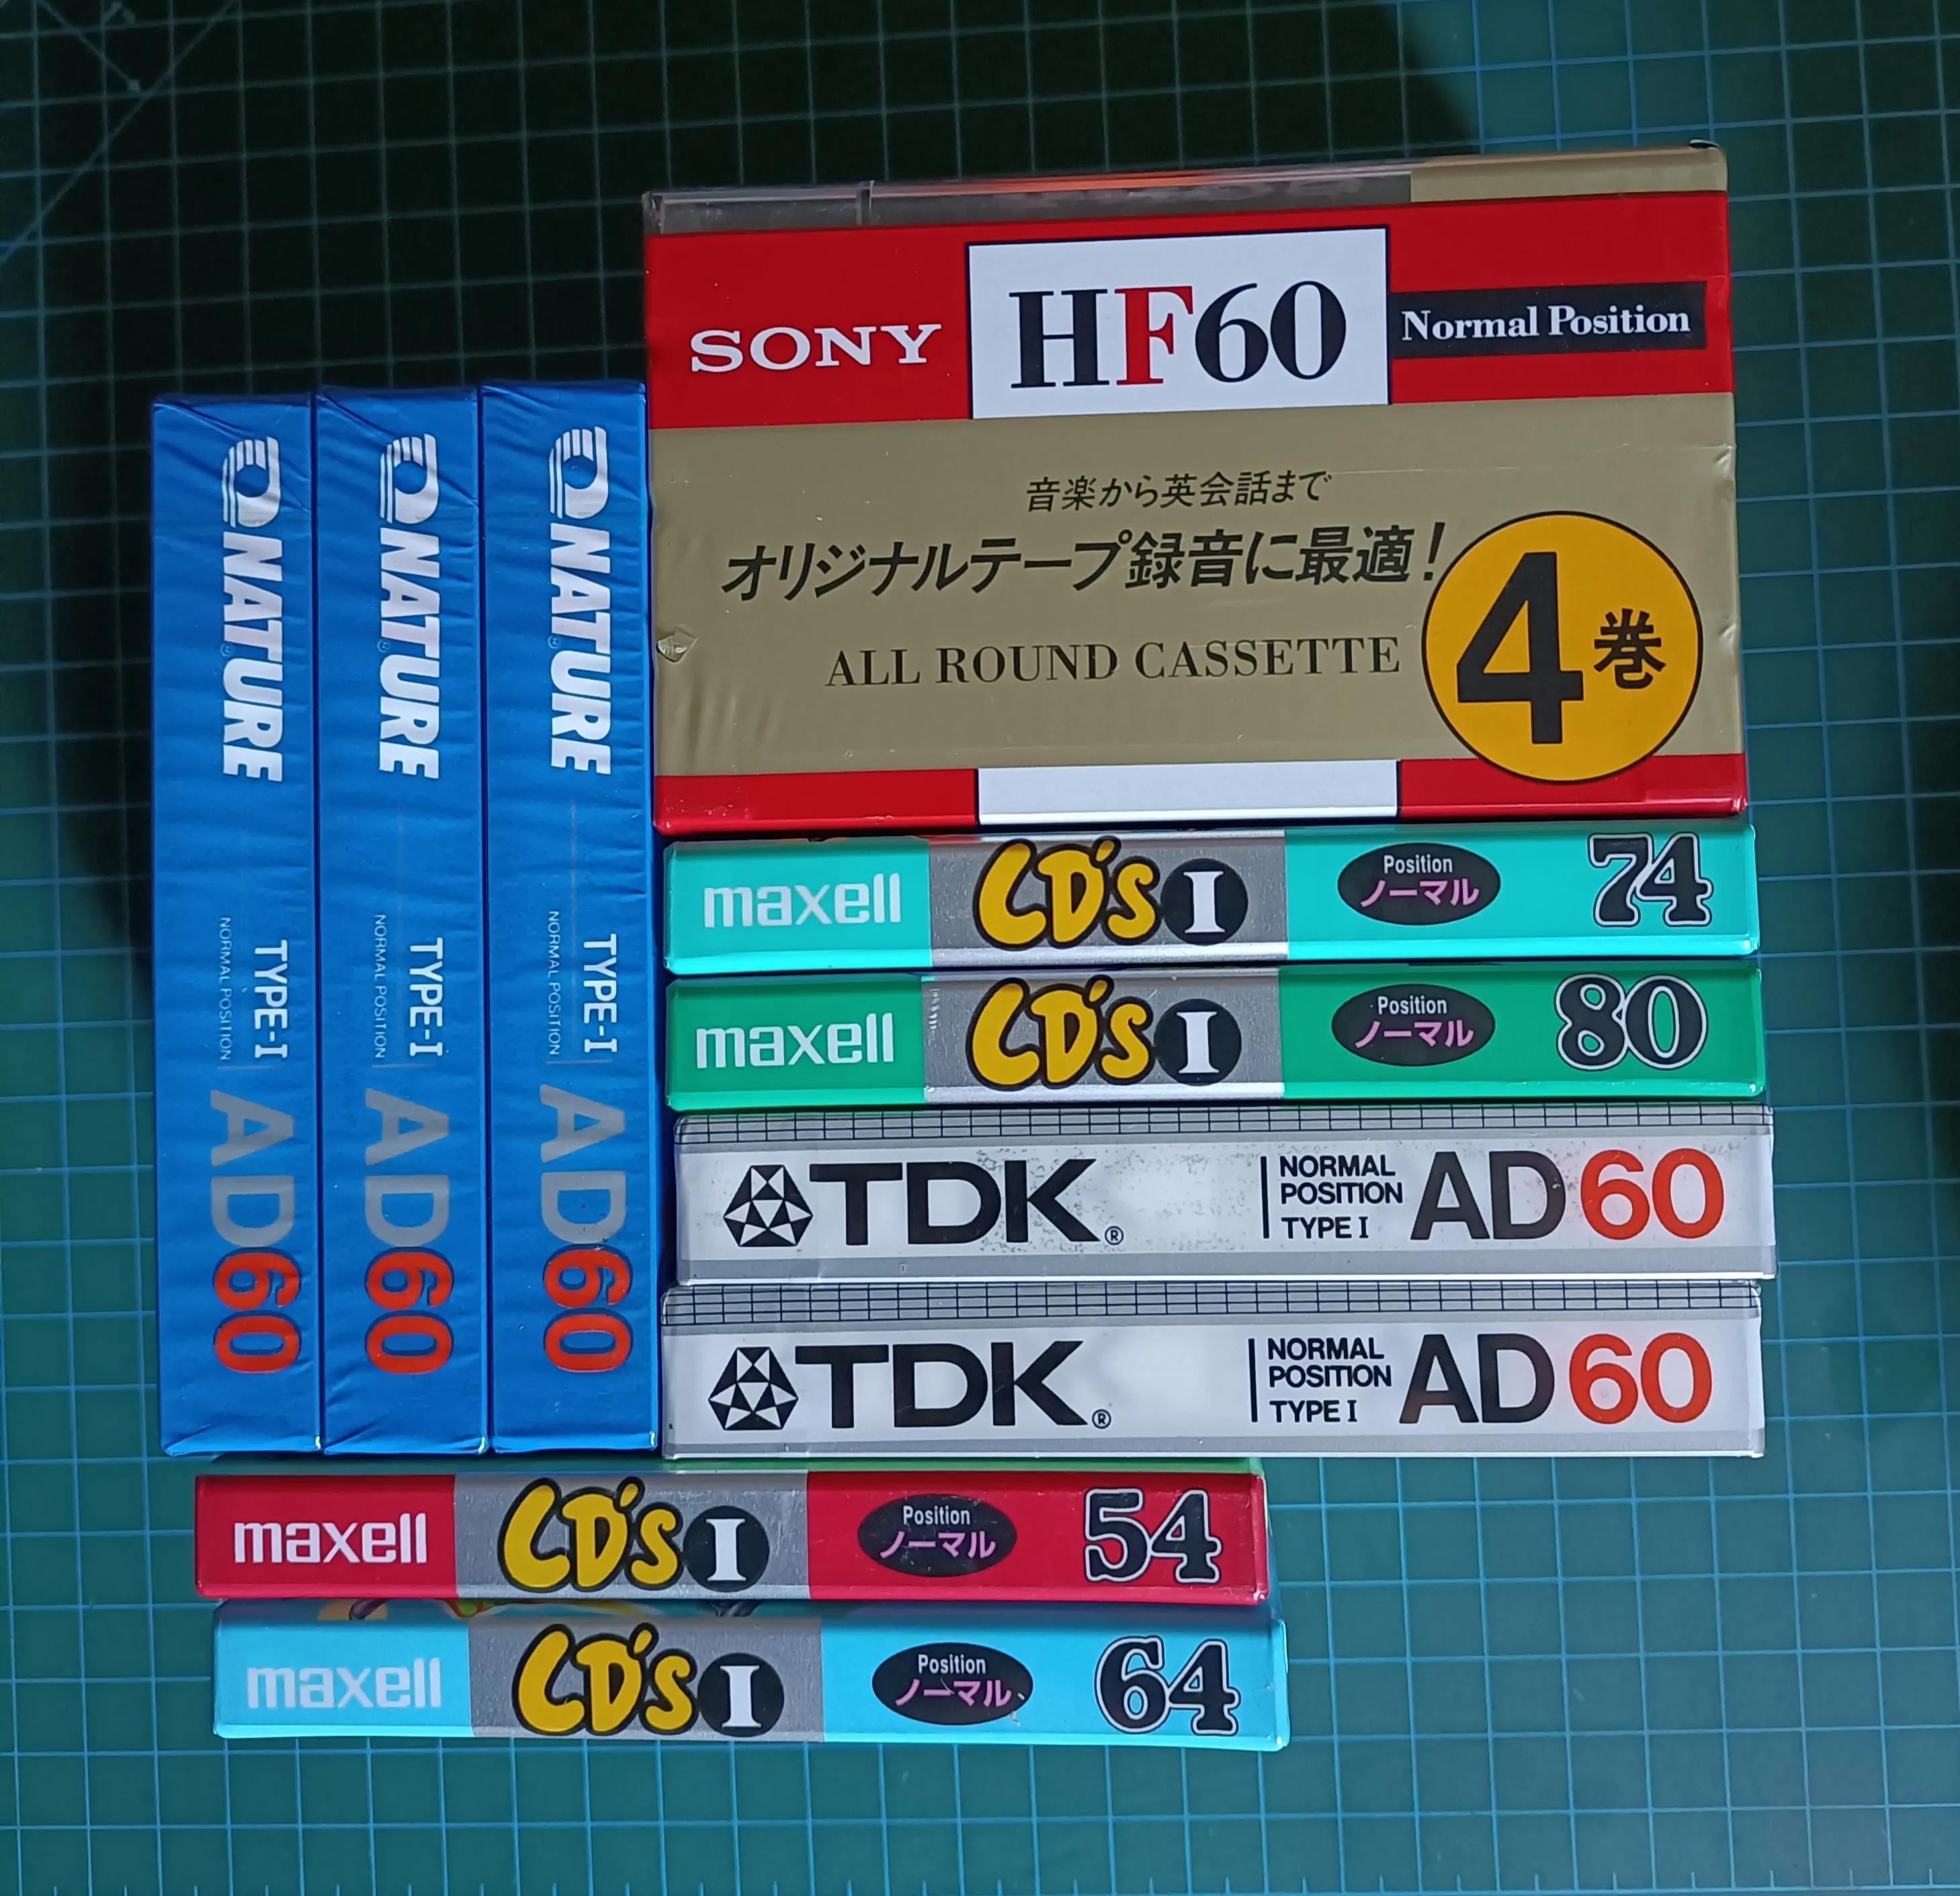 SONY HF60 Normal Position
音楽から英会話まで
オリジナルテープ録音に最適!
ALL ROUND CASSETTE
4巻
NATURE TYPE-I NORMAL POSITION AD60
NATURE TYPE-I NORMAL POSITION AD60
NATURE TYPE-I NORMAL POSITION AD60
maxell CD's I Position ノーマル 74
maxell CD's I Position ノーマル 80
TDK® NORMAL POSITION TYPE I AD60
TDK® NORMAL POSITION TYPE I AD60
maxell CD's I Position ノーマル 54
maxell CD's I Position ノーマル 64